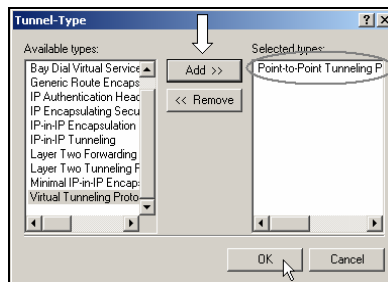 Tunnel-Type
Available types:
Bay Dial Virtual Service
Generic Route Encaps
IP Authentication Head
IP Encapsulating Secu
IP-in-IP Encapsulation
IP-in-IP Tunneling
Layer Two Forwarding
Layer Two Tunneling P
Minimal IP-in-IP Encap
Virtual Tunneling Proto
Add >>
<< Remove
Selected types:
Point-to-Point Tunneling P
OK
Cancel